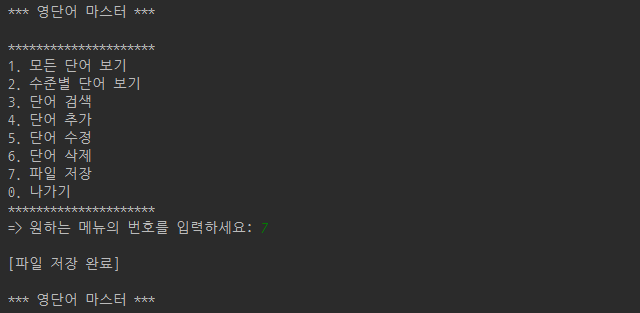 *** 영단어 마스터 ***
*********************
1. 모든 단어 보기
2. 수준별 단어 보기
3. 단어 검색
4. 단어 추가
5. 단어 수정
6. 단어 삭제
7. 파일 저장
0. 나가기
*********************
=> 원하는 메뉴의 번호를 입력하세요: 7
[파일 저장 완료]
*** 영단어 마스터 ***